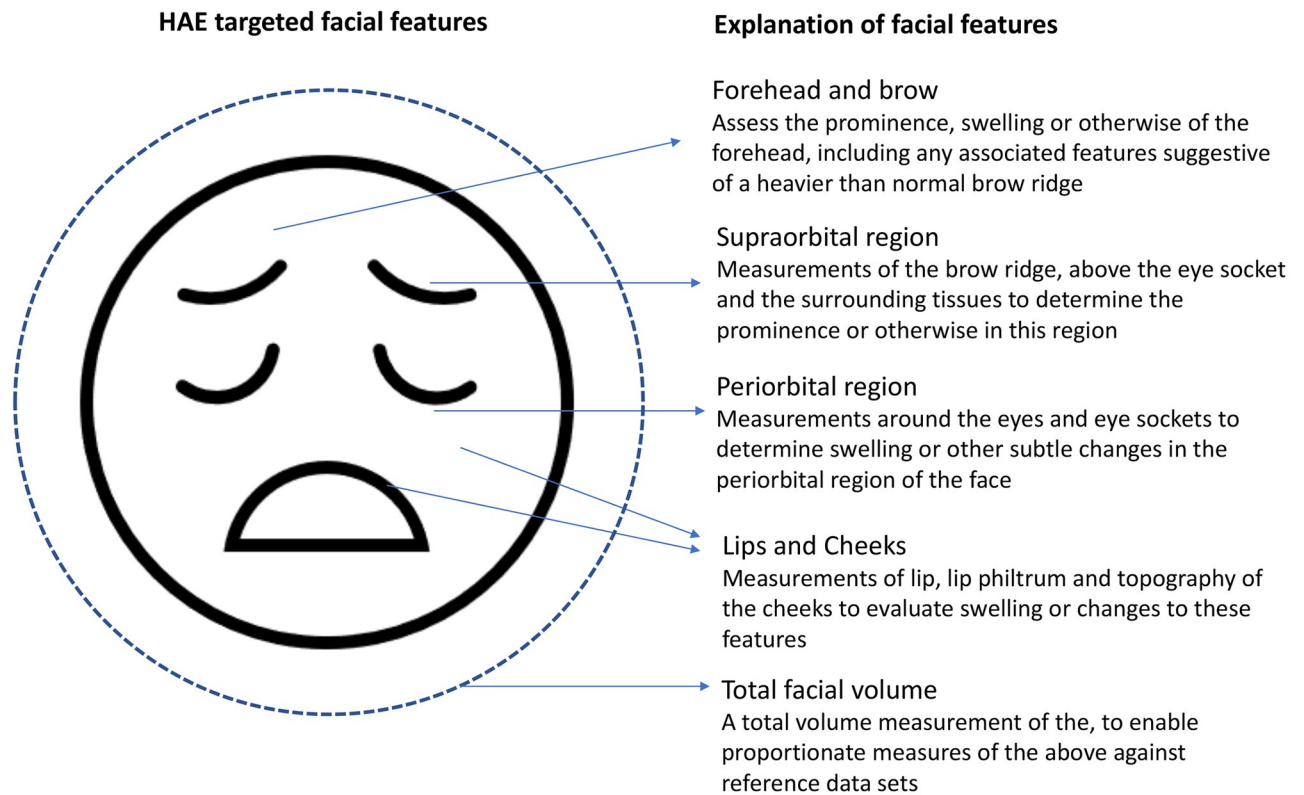 HAE targeted facial features
Explanation of facial features
Forehead and brow
Assess the prominence, swelling or otherwise of the
forehead, including any associated features suggestive
of a heavier than normal brow ridge
Supraorbital region
Measurements of the brow ridge, above the eye socket
and the surrounding tissues to determine the
prominence or otherwise in this region
Periorbital region
Measurements around the eyes and eye sockets to
determine swelling or other subtle changes in the
periorbital region of the face
Lips and Cheeks
Measurements of lip, lip philtrum and topography of
the cheeks to evaluate swelling or changes to these
features
Total facial volume
A total volume measurement of the, to enable
proportionate measures of the above against
reference data sets